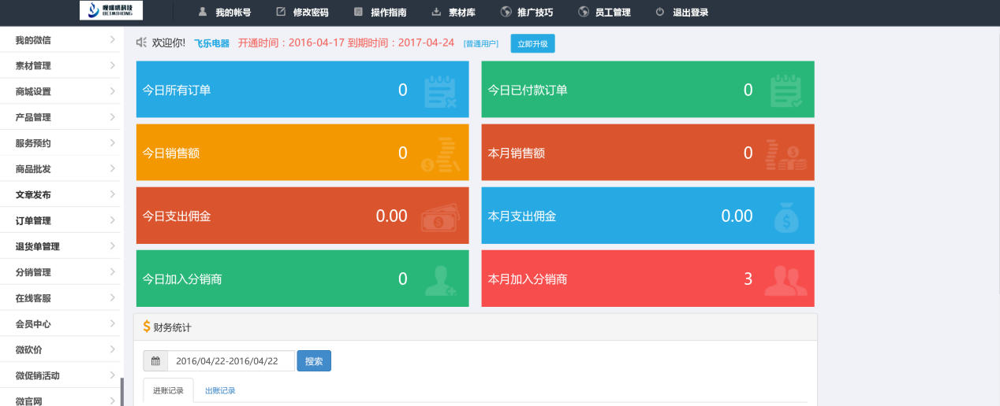 DEIMIHONG
我的帐号 修改密码 操作指南 素材库 推广技巧 员工管理 退出登录
我的微信
素材管理
商城设置
产品管理
服务预约
商品批发
文章发布
订单管理
退货单管理
分销管理
在线客服
会员中心
微砍价
微促销活动
微官网
欢迎你! 飞乐电器 开通时间：2016-04-17 到期时间：2017-04-24 [普通用户] 立即升级
今日所有订单 0
今日已付款订单 0
今日销售额 0
本月销售额 0
今日支出佣金 0.00
本月支出佣金 0.00
今日加入分销商 0
本月加入分销商 3
$ 财务统计
2016/04/22-2016/04/22 搜索
进账记录 出账记录